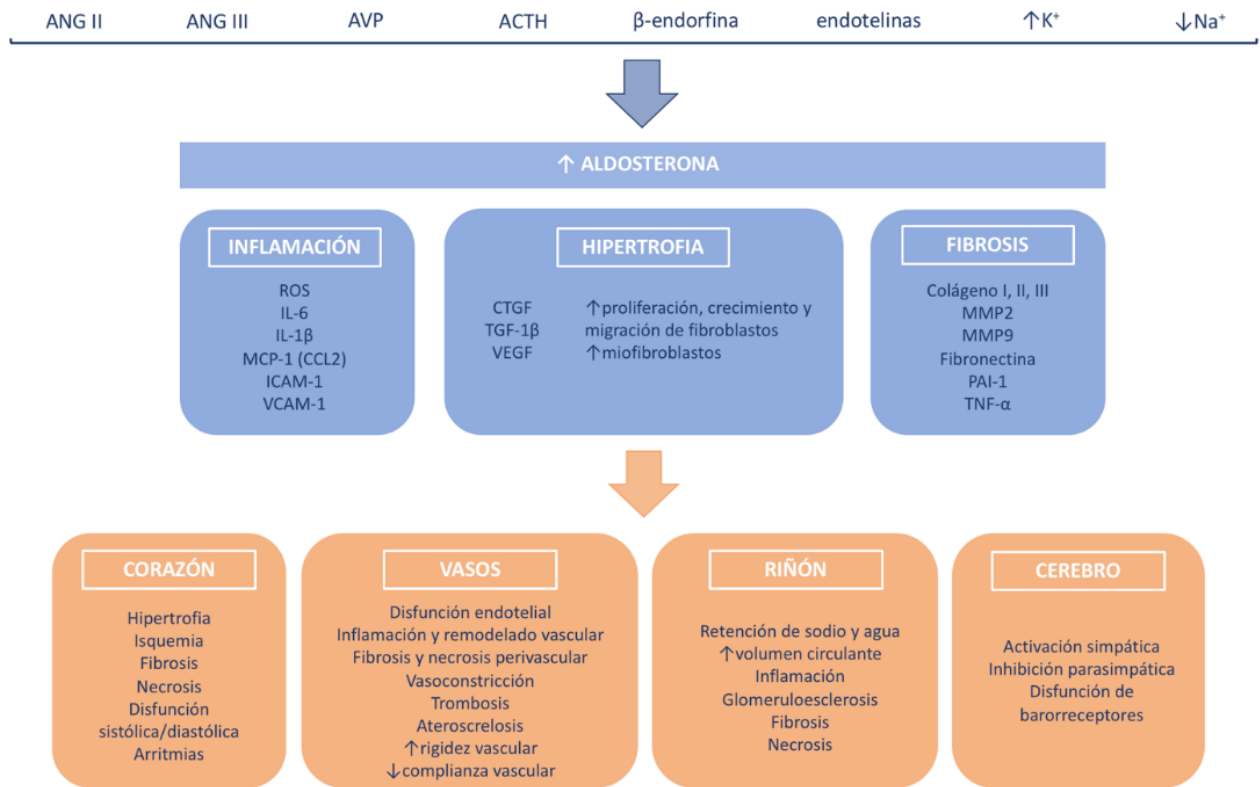 ANG II ANG III AVP ACTH β-endorfina endotelinas ↑K⁺ ↓Na⁺
↑ ALDOSTERONA
INFLAMACIÓN
ROS
IL-6
IL-1β
MCP-1 (CCL2)
ICAM-1
VCAM-1
HIPERTROFIA
CTGF
TGF-1β
VEGF
↑proliferación, crecimiento y
migración de fibroblastos
↑miofibroblastos
FIBROSIS
Colágeno I, II, III
MMP2
MMP9
Fibronectina
PAI-1
TNF-α
CORAZÓN
Hipertrofia
Isquemia
Fibrosis
Necrosis
Disfunción
sistólica/diastólica
Arritmias
VASOS
Disfunción endotelial
Inflamación y remodelado vascular
Fibrosis y necrosis perivascular
Vasoconstricción
Trombosis
Ateroscrelosis
↑rigidez vascular
↓complianza vascular
RIÑÓN
Retención de sodio y agua
↑volumen circulante
Inflamación
Glomeruloesclerosis
Fibrosis
Necrosis
CEREBRO
Activación simpática
Inhibición parasimpática
Disfunción de
barorreceptores